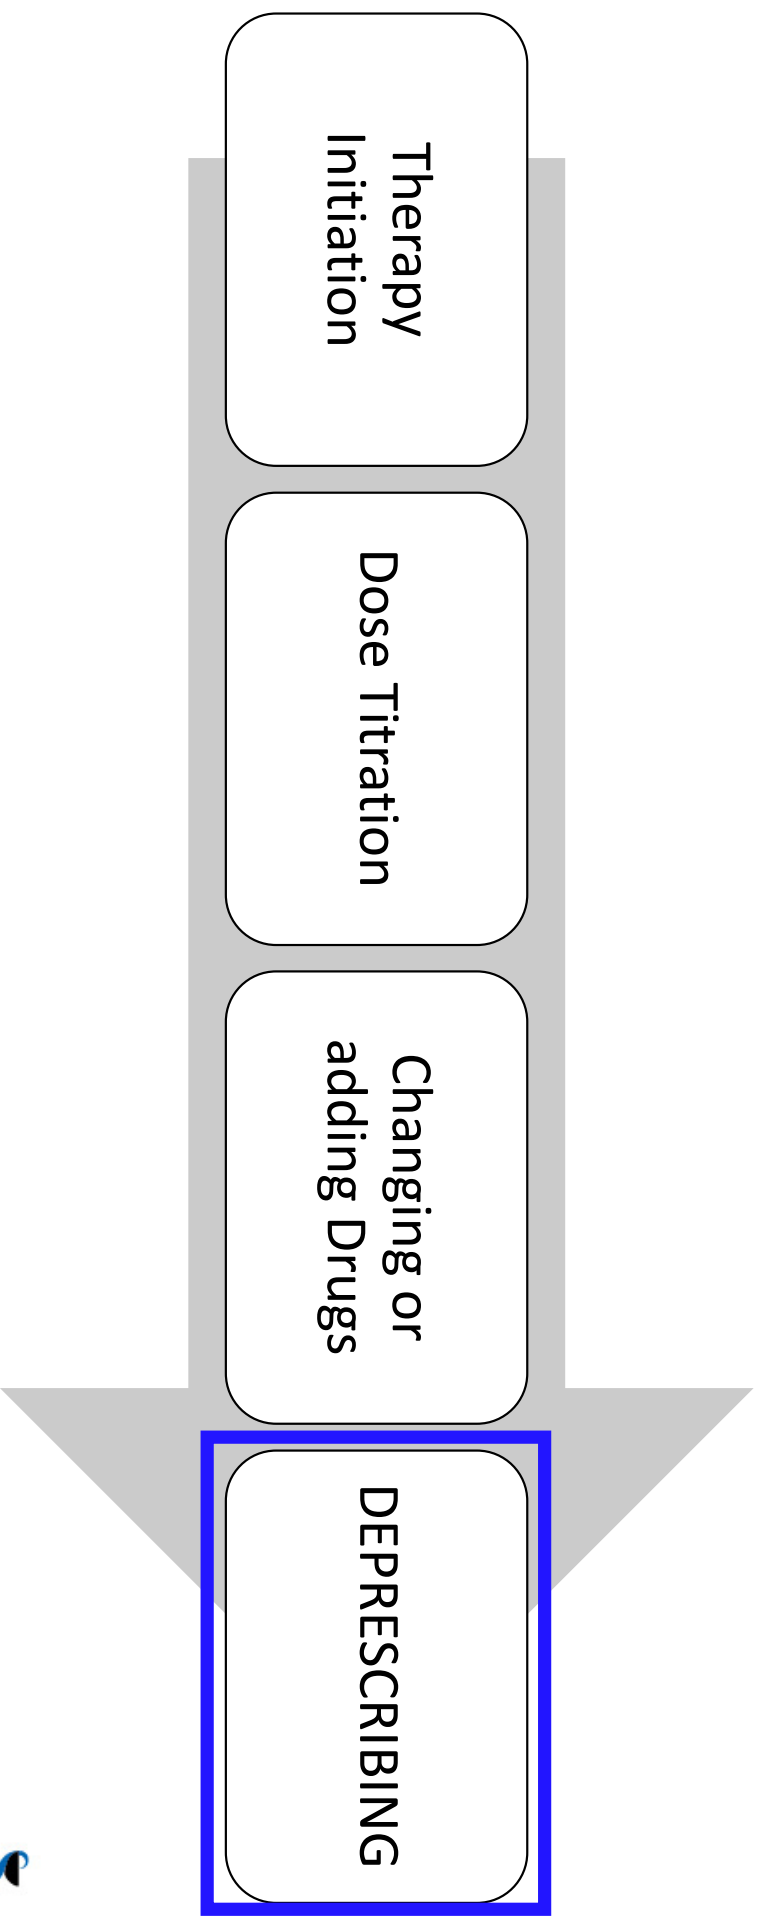 Therapy
Initiation
Dose Titration
Changing or
adding Drugs
DEPRESCRIBING